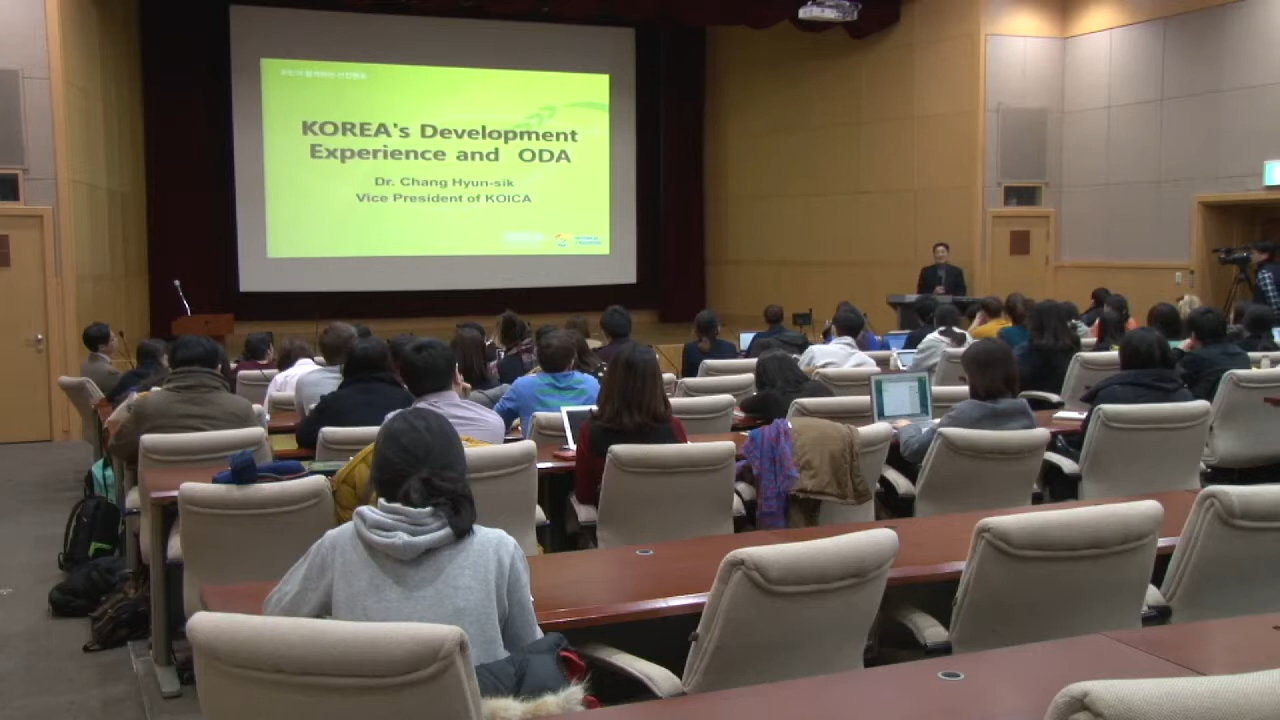 KOREA's Development
Experience and ODA
Dr. Chang Hyun-sik
Vice President of KOICA